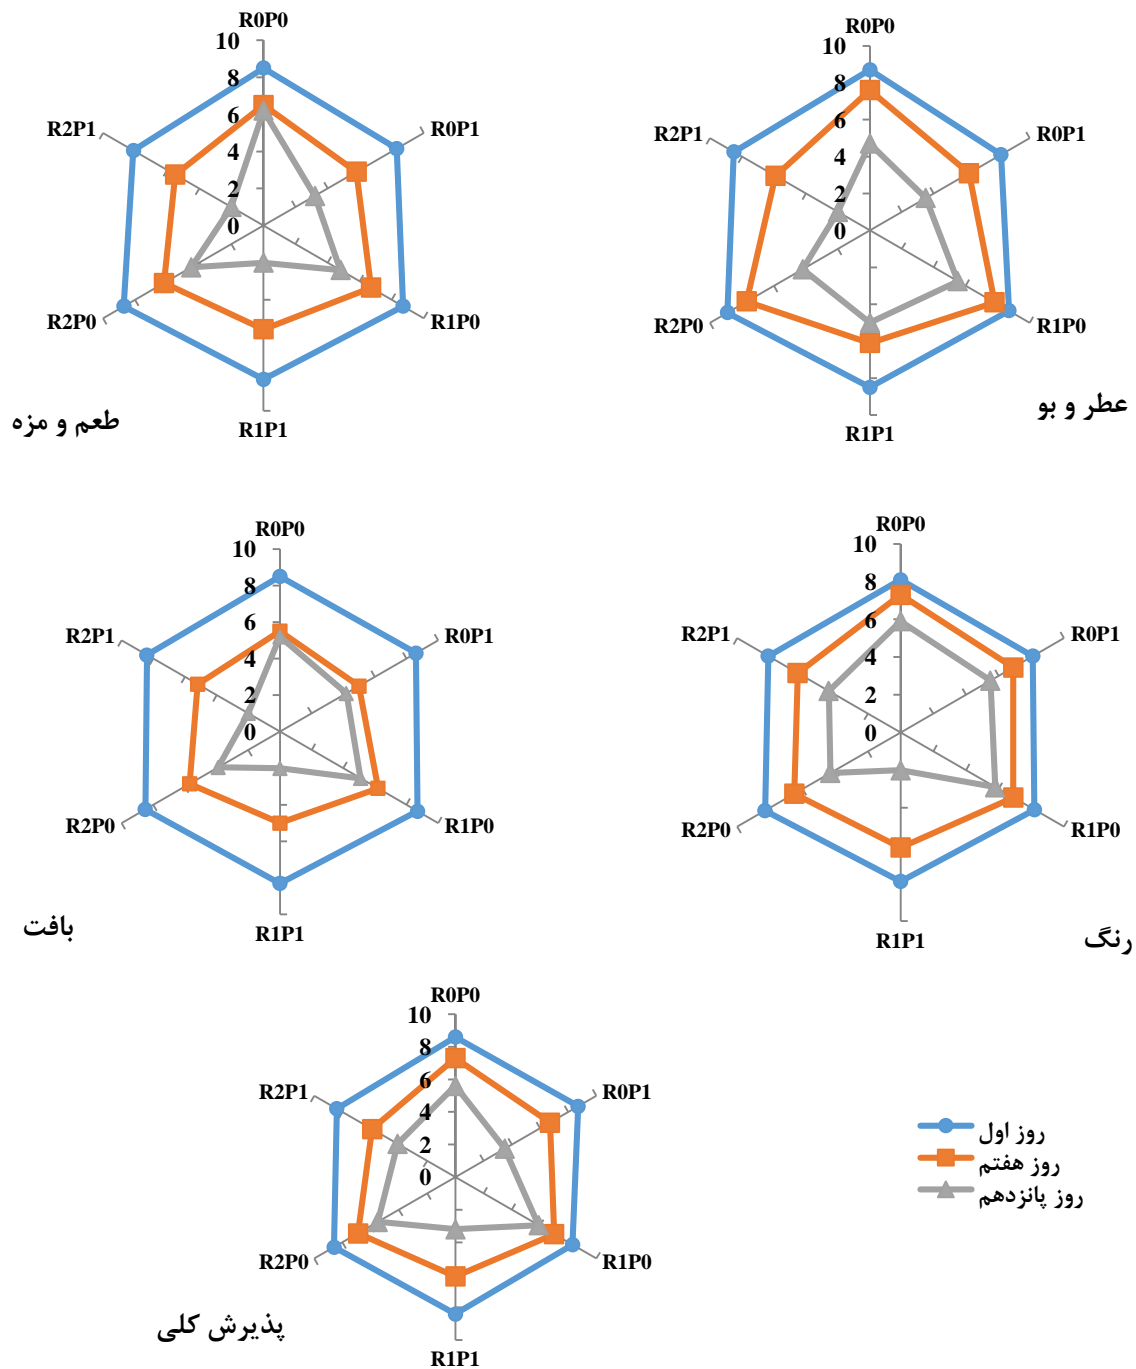 R0P0
10
8
6
4
2
0
R0P1
R1P0
R1P1
R2P0
R2P1
طعم و مزه
R0P0
10
8
6
4
2
0
R0P1
R1P0
R1P1
R2P0
R2P1
عطر و بو
R0P0
10
8
6
4
2
0
R0P1
R1P0
R1P1
R2P0
R2P1
بافت
R0P0
10
8
6
4
2
0
R0P1
R1P0
R1P1
R2P0
R2P1
رنگ
R0P0
10
8
6
4
2
0
R0P1
R1P0
R1P1
R2P0
R2P1
پذیرش کلی
روز اول
روز هفتم
روز پانزدهم